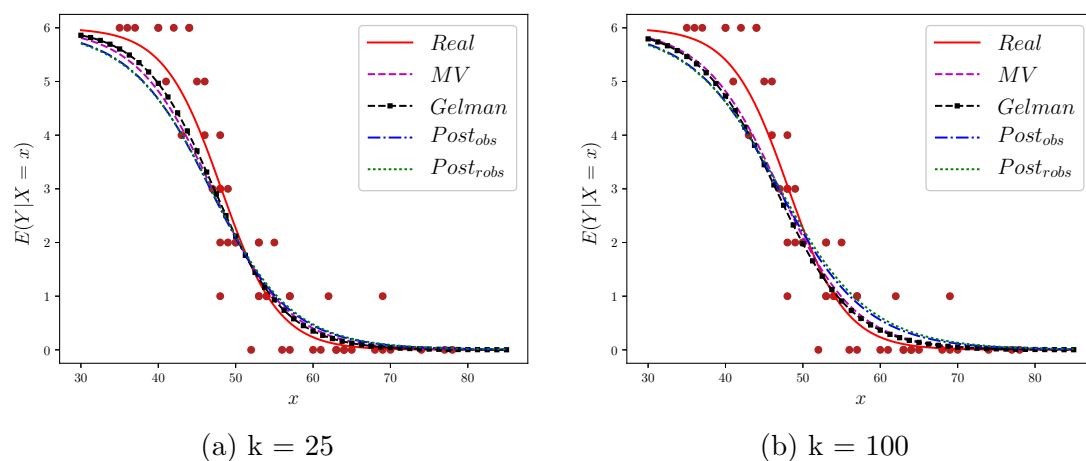 6
5
4
3
2
1
0
E(Y|X = x)
30
40
50
60
70
80
x
Real
MV
Gelman
Post_obs
Post_robs
(a) k = 25
6
5
4
3
2
1
0
E(Y|X = x)
30
40
50
60
70
80
x
Real
MV
Gelman
Post_obs
Post_robs
(b) k = 100